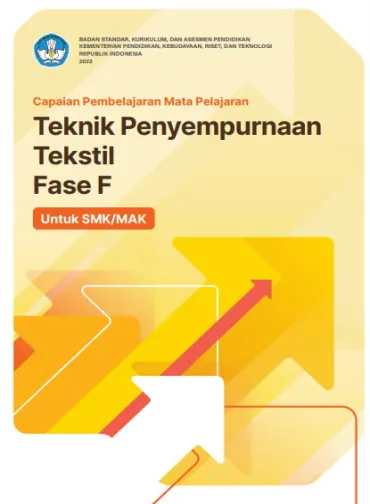 BADAN STANDAR, KURIKULUM, DAN ASESMEN PENDIDIKAN
KEMENTERIAN PENDIDIKAN, KEBUDAYAAN, RISET, DAN TEKNOLOGI
REPUBLIK INDONESIA
2022
Capaian Pembelajaran Mata Pelajaran
Teknik Penyempurnaan
Tekstil
Fase F
Untuk SMK/MAK